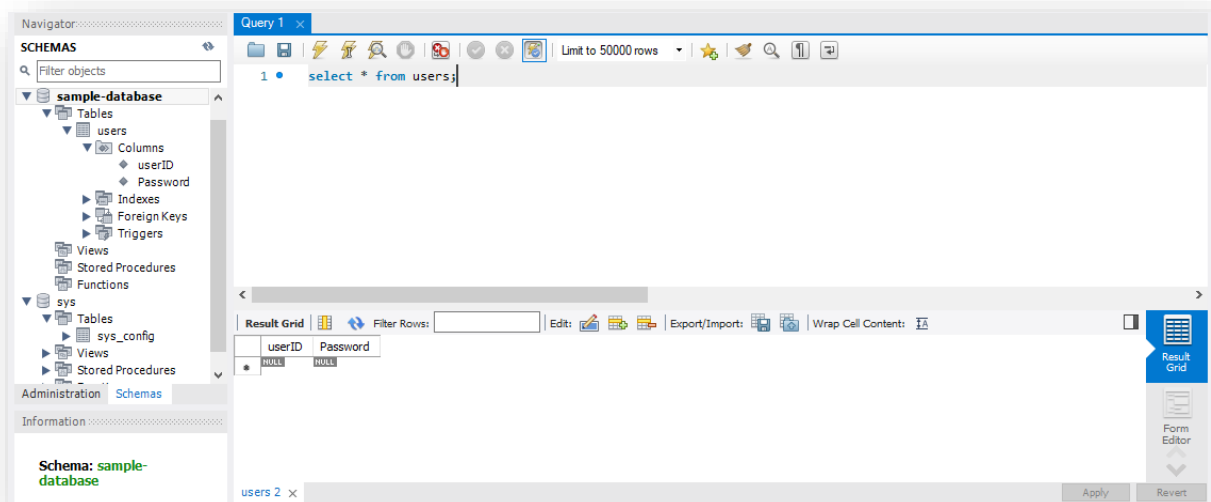 Navigator
SCHEMAS
Filter objects
sample-database
Tables
users
Columns
userID
Password
Indexes
Foreign Keys
Triggers
Views
Stored Procedures
Functions
sys
Tables
sys_config
Views
Stored Procedures
Administration Schemas
Information
Schema: sample-
database
Query 1
Limit to 50000 rows
1 select * from users;
Result Grid Filter Rows: Edit: Export/Import: Wrap Cell Content:
userID Password
NULL NULL
Result
Grid
Form
Editor
users 2
Apply Revert